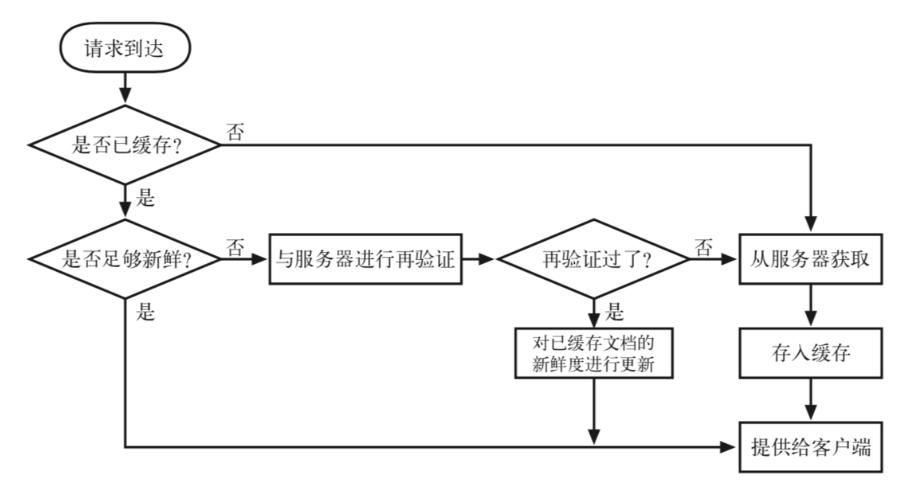 请求到达
是否已缓存?
否
是
是否足够新鲜?
否
与服务器进行再验证
再验证过了?
否
从服务器获取
是
是
对已缓存文档的
新鲜度进行更新
存入缓存
提供给客户端